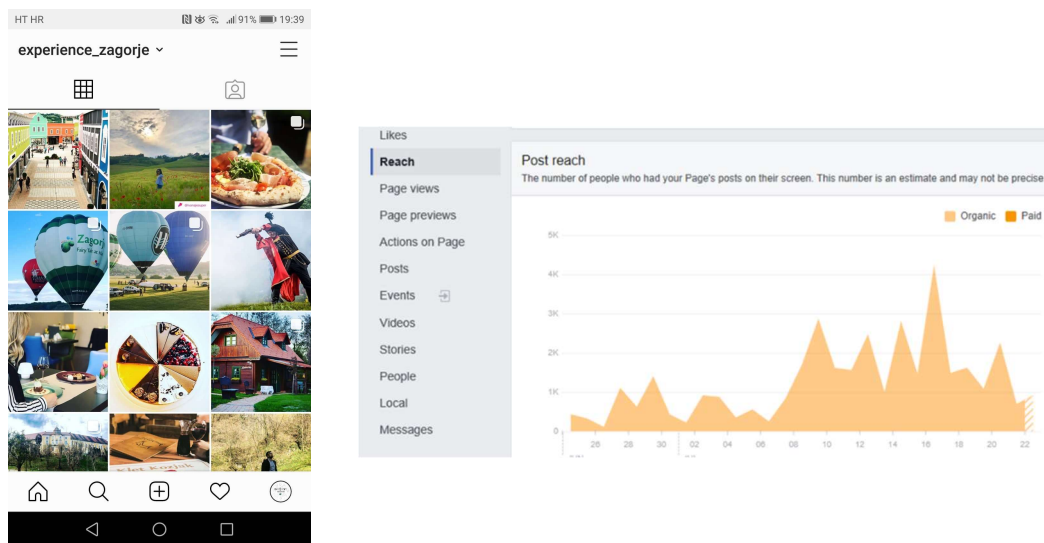 HT HR
91%
19:39
experience_zagorje
Zagorj
Likes
Reach
Page views
Page previews
Actions on Page
Posts
Events
Videos
Stories
People
Local
Messages
Post reach
The number of people who had your Page's posts on their screen. This number is an estimate and may not be precise
Organic
Paid
5K
4K
3K
2K
1K
0
26 28 30 02 04 06 08 10 12 14 16 18 20 22